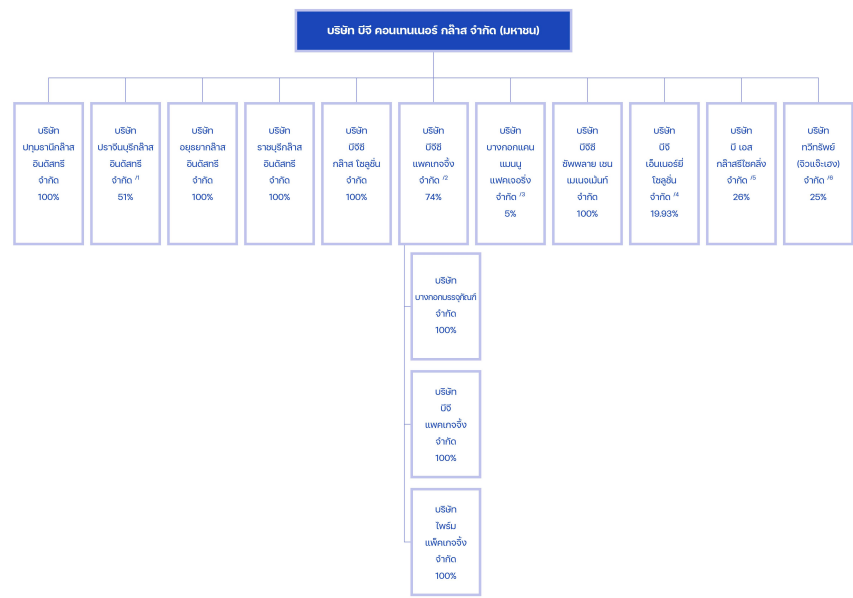 บริษัท บีจี คอนเทนเนอร์ กล๊าส จำกัด (มหาชน)
บริษัท
ปทุมธานีกล๊าส
อินดัสทรี
จำกัด
100%
บริษัท
ปราจีนบุรีกล๊าส
อินดัสทรี
จำกัด /1
51%
บริษัท
อยุธยากล๊าส
อินดัสทรี
จำกัด
100%
บริษัท
ราชบุรีกล๊าส
อินดัสทรี
จำกัด
100%
บริษัท
บีจีซี
กล๊าส โซลูชั่น
จำกัด
100%
บริษัท
บีจีซี
แพคเกจจิ้ง
จำกัด /2
74%
บริษัท
บางกอกแคน
แมนนู
แฟคเจอริ่ง
จำกัด /3
5%
บริษัท
บีจีซี
ซัพพลาย เชน
เมเนจเม้นท์
จำกัด
100%
บริษัท
บีจี
เอ็นเนอร์ยี่
โซลูชั่น
จำกัด /4
19.93%
บริษัท
บี เอส
กล๊าสรีไซคลิ่ง
จำกัด /5
26%
บริษัท
ทวีทรัพย์
(จิวแจ๊ะเฮง)
จำกัด /6
25%
บริษัท
บางกอกบรรจุภัณฑ์
จำกัด
100%
บริษัท
บีจี
แพคเกจจิ้ง
จำกัด
100%
บริษัท
ไพร์ม
แพ็คเกจจิ้ง
จำกัด
100%